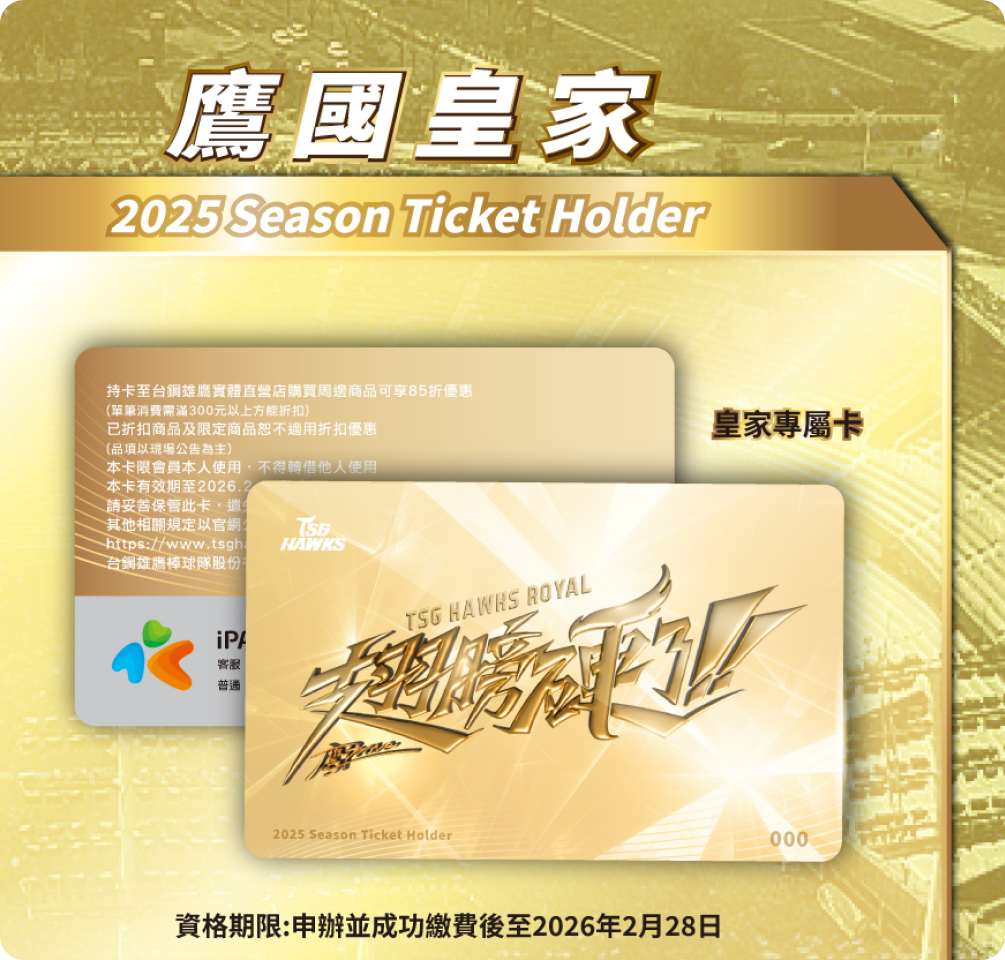 鷹國皇家
2025 Season Ticket Holder
持卡至台鋼雄鷹實體直營店購買周邊商品可享85折優惠
(單筆消費需滿300元以上方能折扣)
已折扣商品及限定商品恕不適用折扣優惠
(品項以現場公告為主)
本卡限會員本人使用，不得轉借他人使用
本卡有效期至2026.2
請妥善保管此卡，遺
其他相關規定以官網
https://www.tsgh
台鋼雄鷹棒球隊股份
iPA
客服
普通
皇家專屬卡
TSG
HAWKS
TSG HAWKS ROYAL
2025 Season Ticket Holder
000
資格期限:申辦並成功繳費後至2026年2月28日